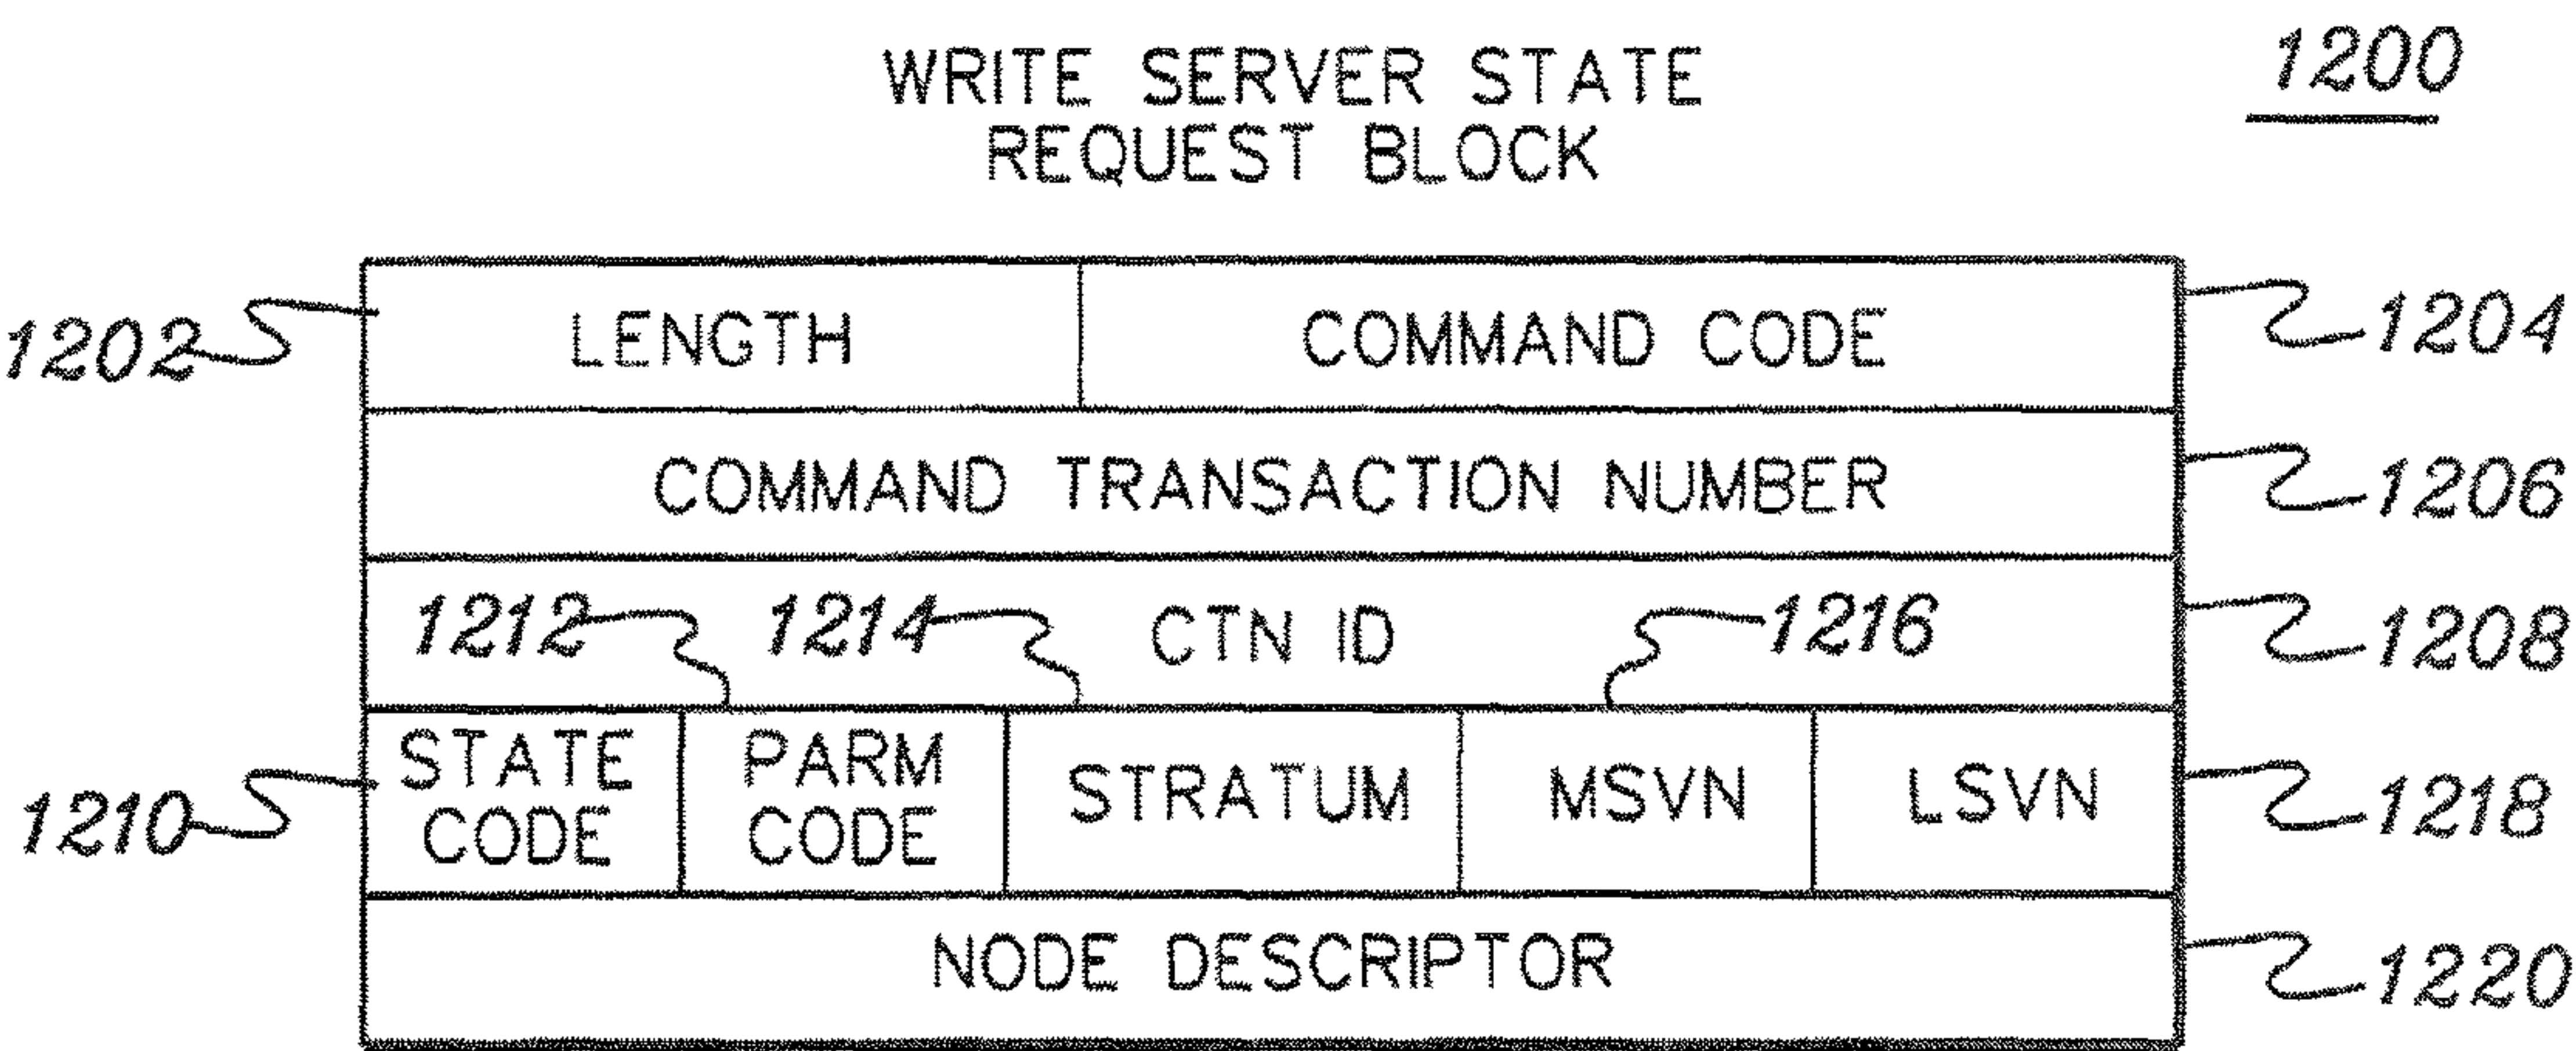 1200
WRITE SERVER STATE
REQUEST BLOCK
1202 LENGTH COMMAND CODE 1204
COMMAND TRANSACTION NUMBER 1206
1212 1214 CTN ID 1216 1208
1210 STATE CODE PARM CODE STRATUM MSVN LSVN 1218
NODE DESCRIPTOR 1220